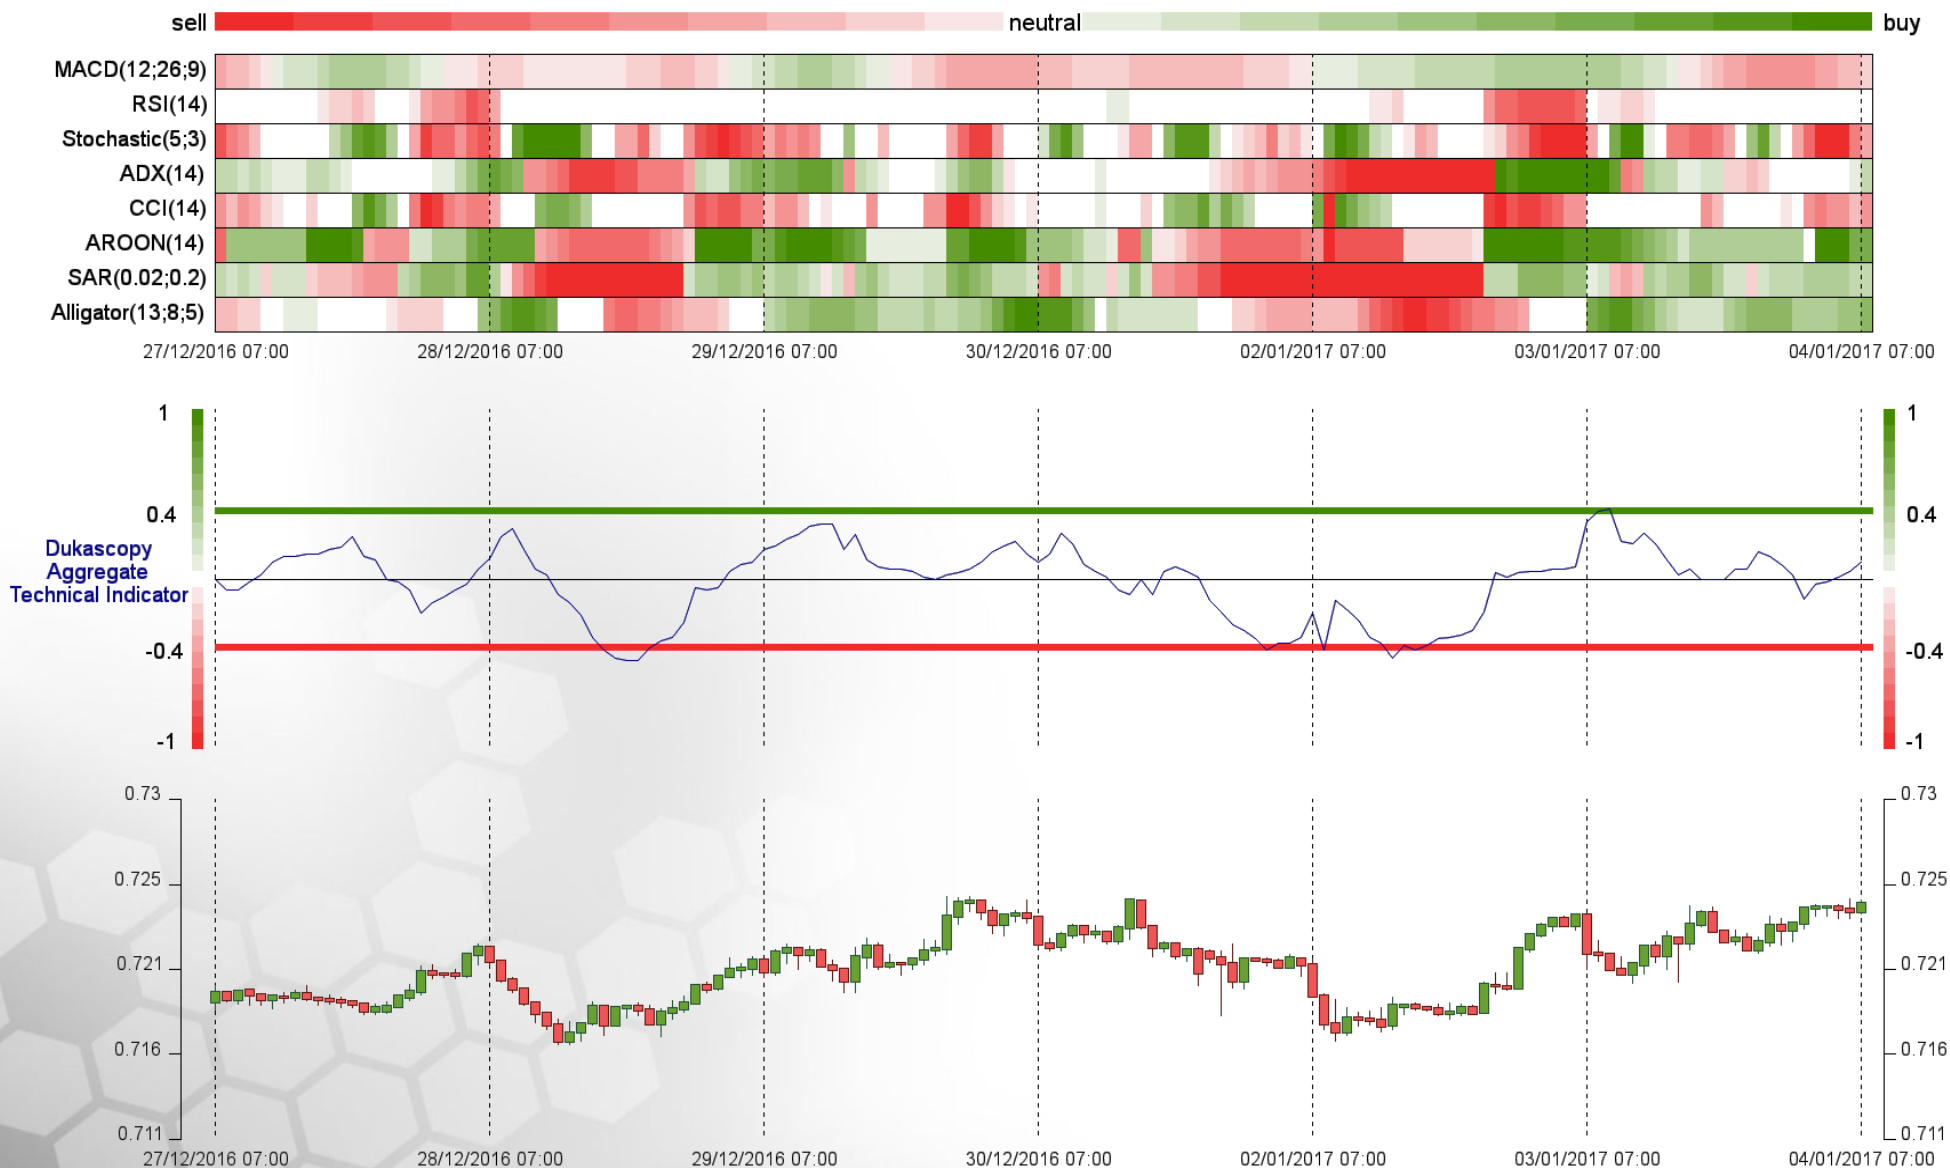 sell neutral buy
MACD(12;26;9)
RSI(14)
Stochastic(5;3)
ADX(14)
CCI(14)
AROON(14)
SAR(0.02;0.2)
Alligator(13;8;5)
27/12/2016 07:00 28/12/2016 07:00 29/12/2016 07:00 30/12/2016 07:00 02/01/2017 07:00 03/01/2017 07:00 04/01/2017 07:00
1 1
0.4 0.4
Dukascopy
Aggregate
Technical Indicator
-0.4 -0.4
-1 -1
0.73 0.73
0.725 0.725
0.721 0.721
0.716 0.716
0.711 0.711
27/12/2016 07:00 28/12/2016 07:00 29/12/2016 07:00 30/12/2016 07:00 02/01/2017 07:00 03/01/2017 07:00 04/01/2017 07:00